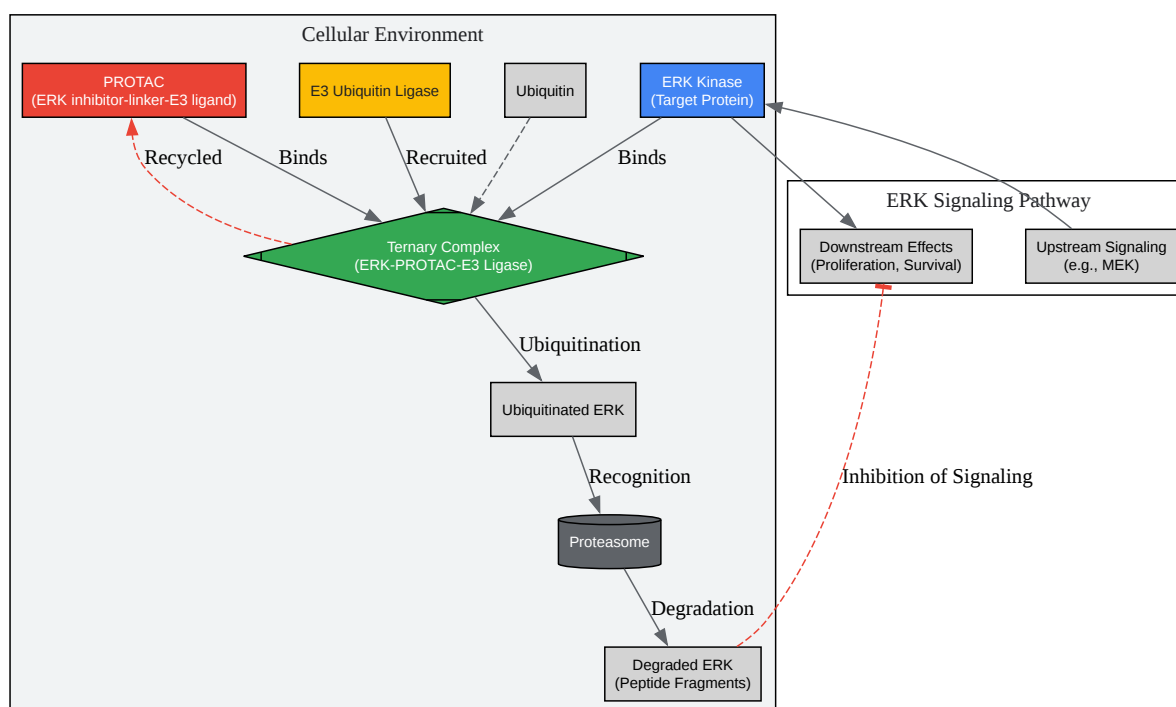 Cellular Environment
PROTAC
(ERK inhibitor-linker-E3 ligand)
E3 Ubiquitin Ligase
Ubiquitin
ERK Kinase
(Target Protein)
Recycled
Binds
Recruited
Binds
ERK Signaling Pathway
Ternary Complex
(ERK-PROTAC-E3 Ligase)
Downstream Effects
(Proliferation, Survival)
Upstream Signaling
(e.g., MEK)
Ubiquitination
Ubiquitinated ERK
Recognition
Inhibition of Signaling
Proteasome
Degradation
Degraded ERK
(Peptide Fragments)